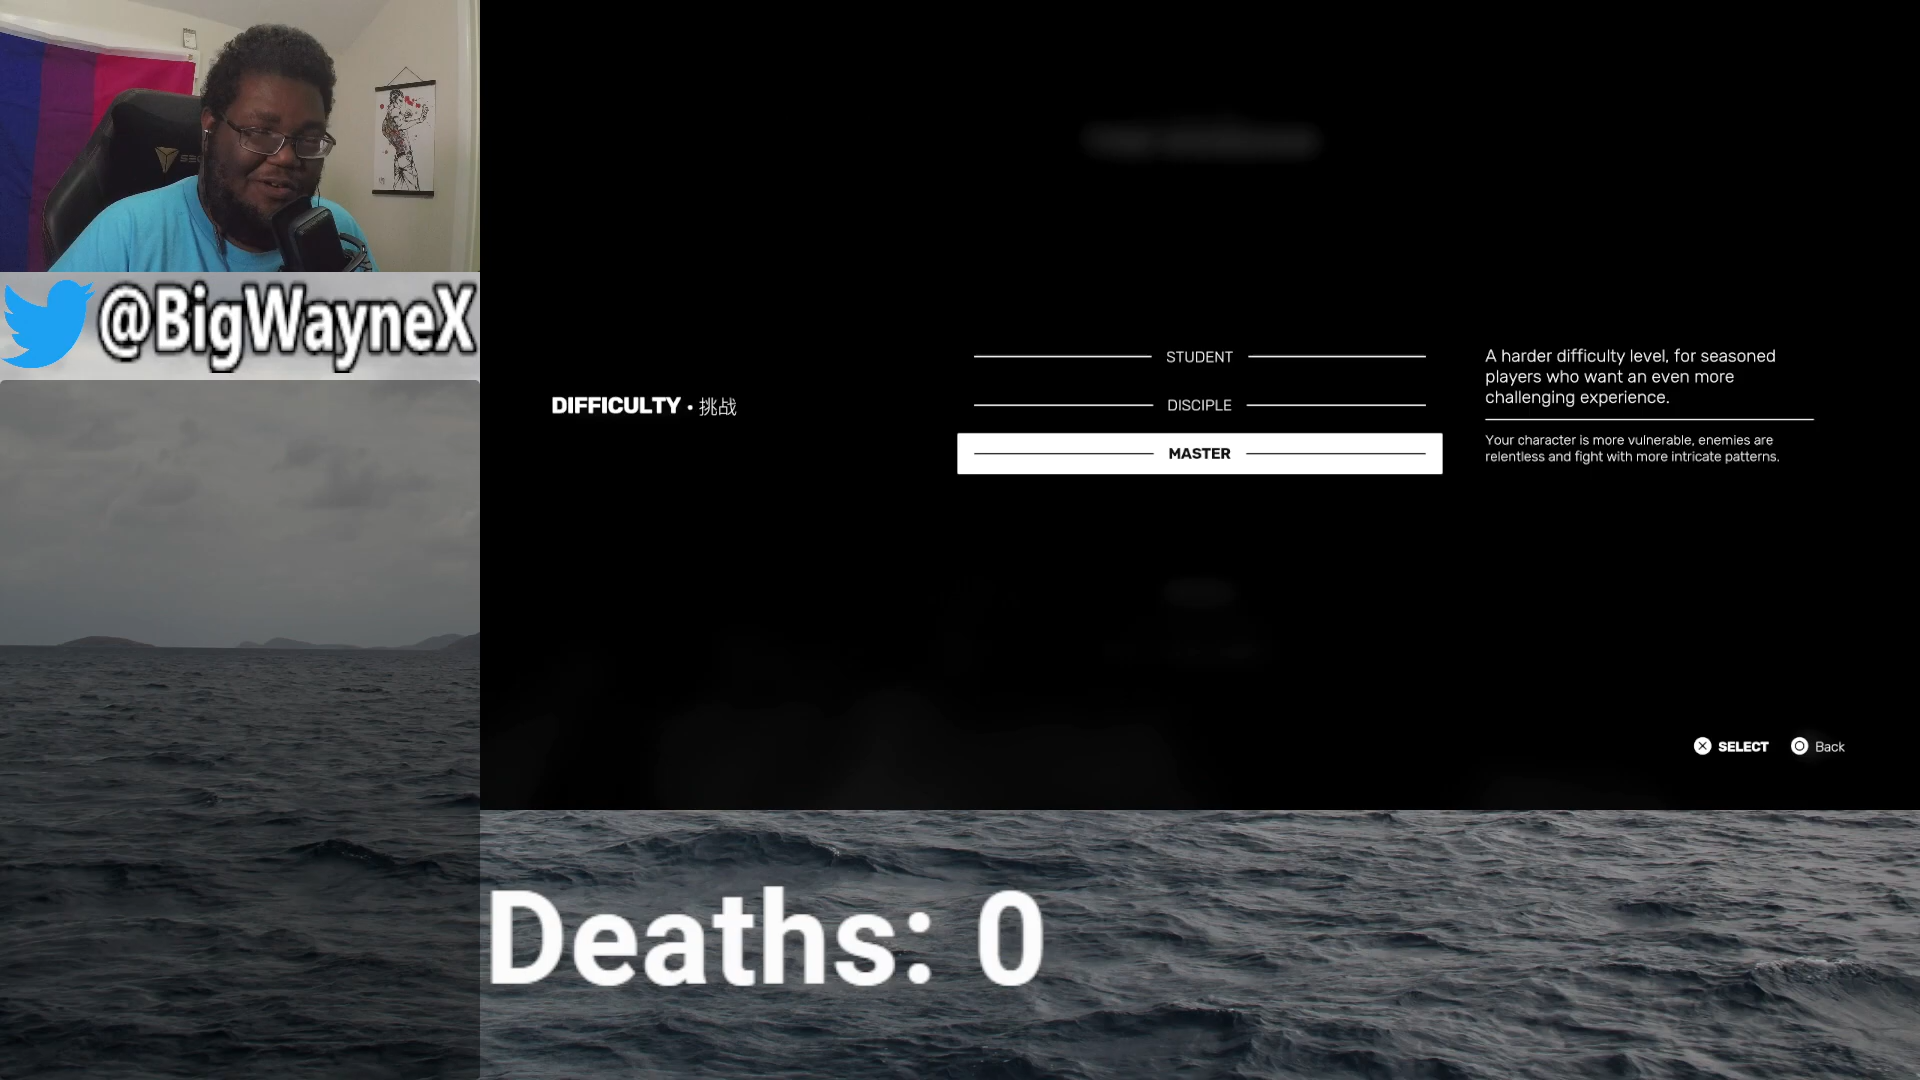 @BigWayneX
DIFFICULTY • 挑战
STUDENT
DISCIPLE
MASTER
A harder difficulty level, for seasoned
players who want an even more
challenging experience.
Your character is more vulnerable, enemies are
relentless and fight with more intricate patterns.
SELECT
Back
Deaths: 0